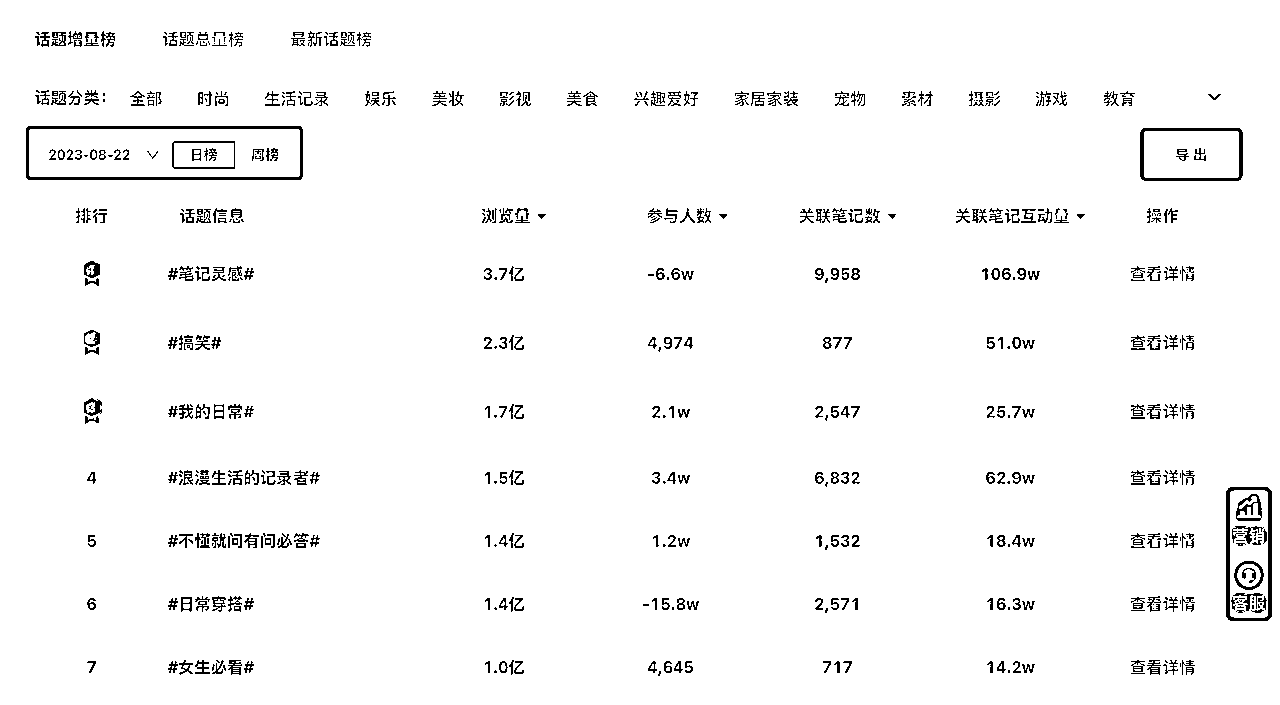 话题增量榜 话题总量榜 最新话题榜
话题分类： 全部 时尚 生活记录 娱乐 美妆 影视 美食 兴趣爱好 家居家装 宠物 素材 摄影 游戏 教育
2023-08-22 日榜 周榜 导出
排行 话题信息 浏览量 参与人数 关联笔记数 关联笔记互动量 操作
#笔记灵感# 3.7亿 -6.6w 9,958 106.9w 查看详情
#搞笑# 2.3亿 4,974 877 51.0w 查看详情
#我的日常# 1.7亿 2.1w 2,547 25.7w 查看详情
4 #浪漫生活的记录者# 1.5亿 3.4w 6,832 62.9w 查看详情
营销
5 #不懂就问有问必答# 1.4亿 1.2w 1,532 18.4w 查看详情
6 #日常穿搭# 1.4亿 -15.8w 2,571 16.3w 查看详情
客服
7 #女生必看# 1.0亿 4,645 717 14.2w 查看详情